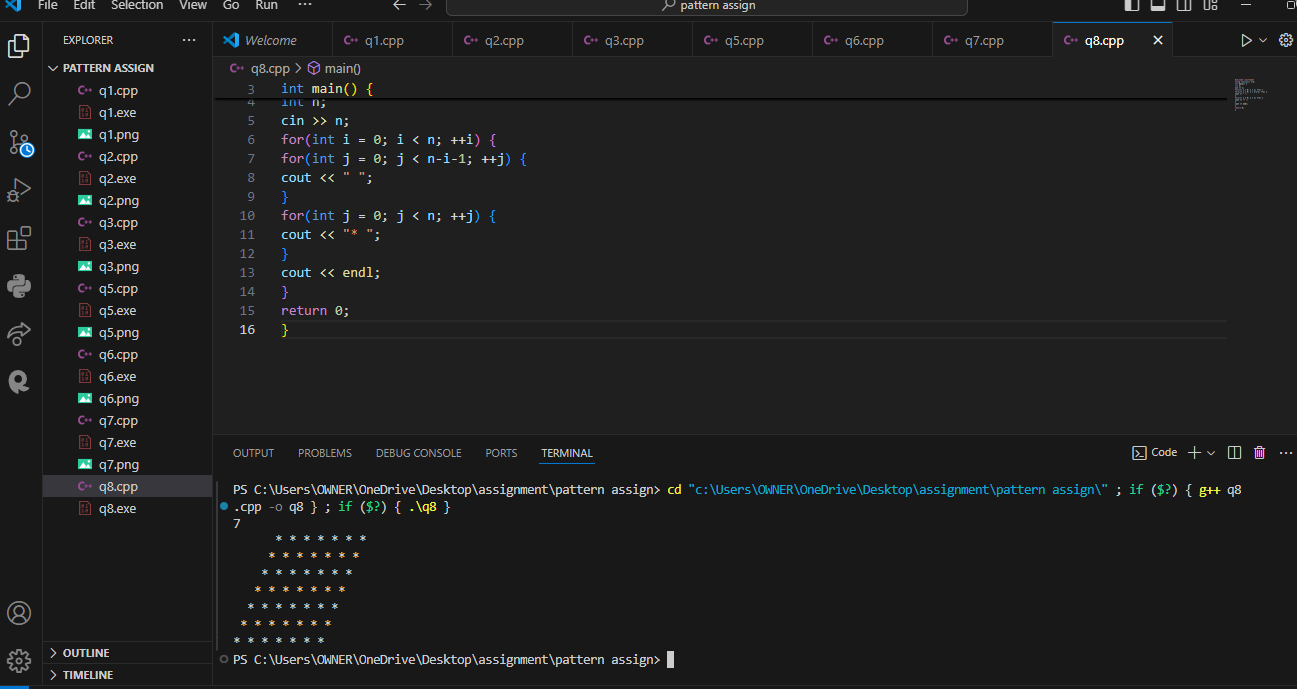 File Edit Selection View Go Run ··· pattern assign
EXPLORER ···
PATTERN ASSIGN
q1.cpp
q1.exe
q1.png
q2.cpp
q2.exe
q2.png
q3.cpp
q3.exe
q3.png
q5.cpp
q5.exe
q5.png
q6.cpp
q6.exe
q6.png
q7.cpp
q7.exe
q7.png
q8.cpp
q8.exe
OUTLINE
TIMELINE
Welcome q1.cpp q2.cpp q3.cpp q5.cpp q6.cpp q7.cpp q8.cpp
q8.cpp > main()
3 int main() {
4 int n;
5 cin >> n;
6 for(int i = 0; i < n; ++i) {
7 for(int j = 0; j < n-i-1; ++j) {
8 cout << " ";
9 }
10 for(int j = 0; j < n; ++j) {
11 cout << "* ";
12 }
13 cout << endl;
14 }
15 return 0;
16 }
OUTPUT PROBLEMS DEBUG CONSOLE PORTS TERMINAL Code
PS C:\Users\OWNER\OneDrive\Desktop\assignment\pattern assign> cd "c:\Users\OWNER\OneDrive\Desktop\assignment\pattern assign\" ; if ($?) { g++ q8
.cpp -o q8 } ; if ($?) { .\q8 }
7
      * * * * * * *
     * * * * * * *
    * * * * * * *
   * * * * * * *
  * * * * * * *
 * * * * * * *
* * * * * * *
PS C:\Users\OWNER\OneDrive\Desktop\assignment\pattern assign>